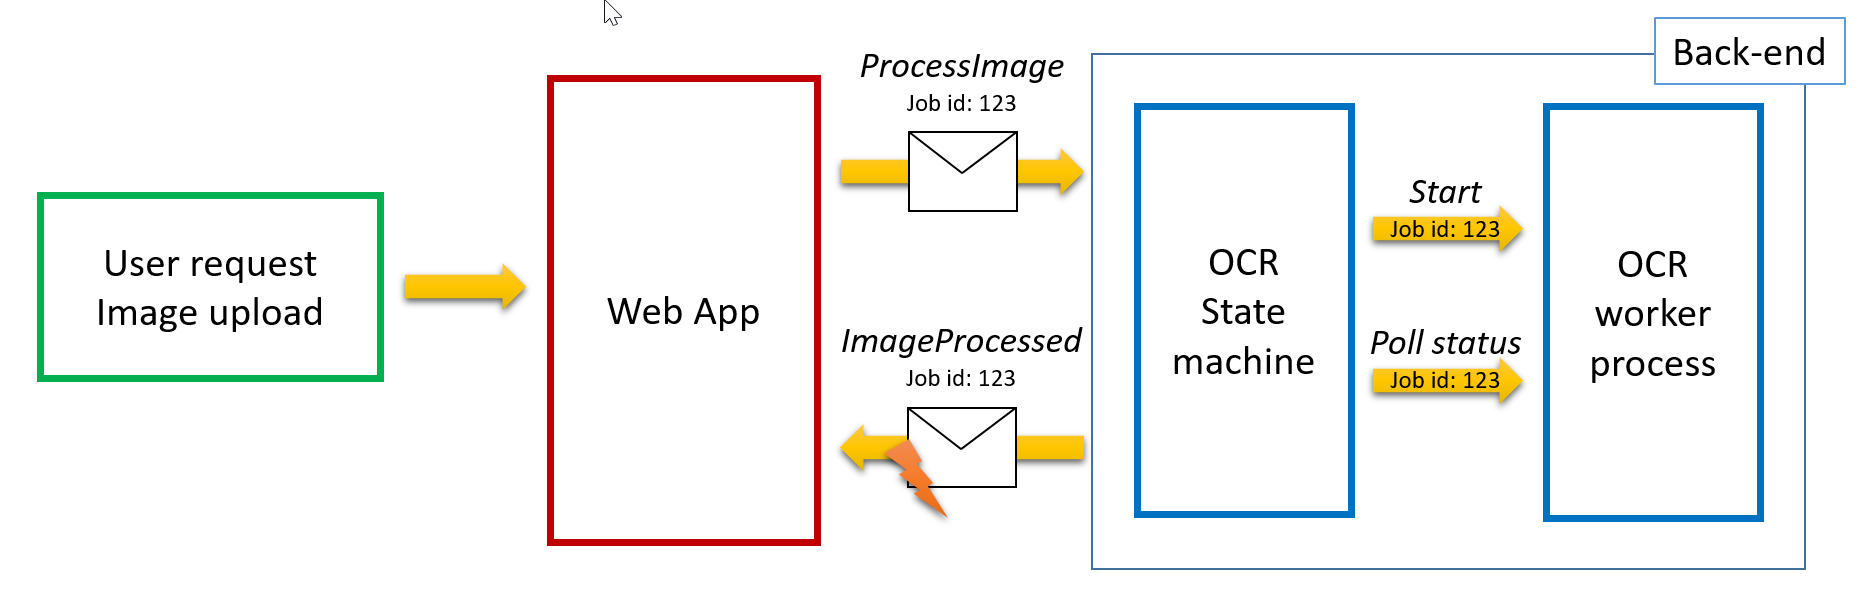 Back-end
ProcessImage
Job id: 123
User request
Image upload
Web App
ImageProcessed
Job id: 123
OCR
State
machine
Start
Job id: 123
Poll status
Job id: 123
OCR
worker
process